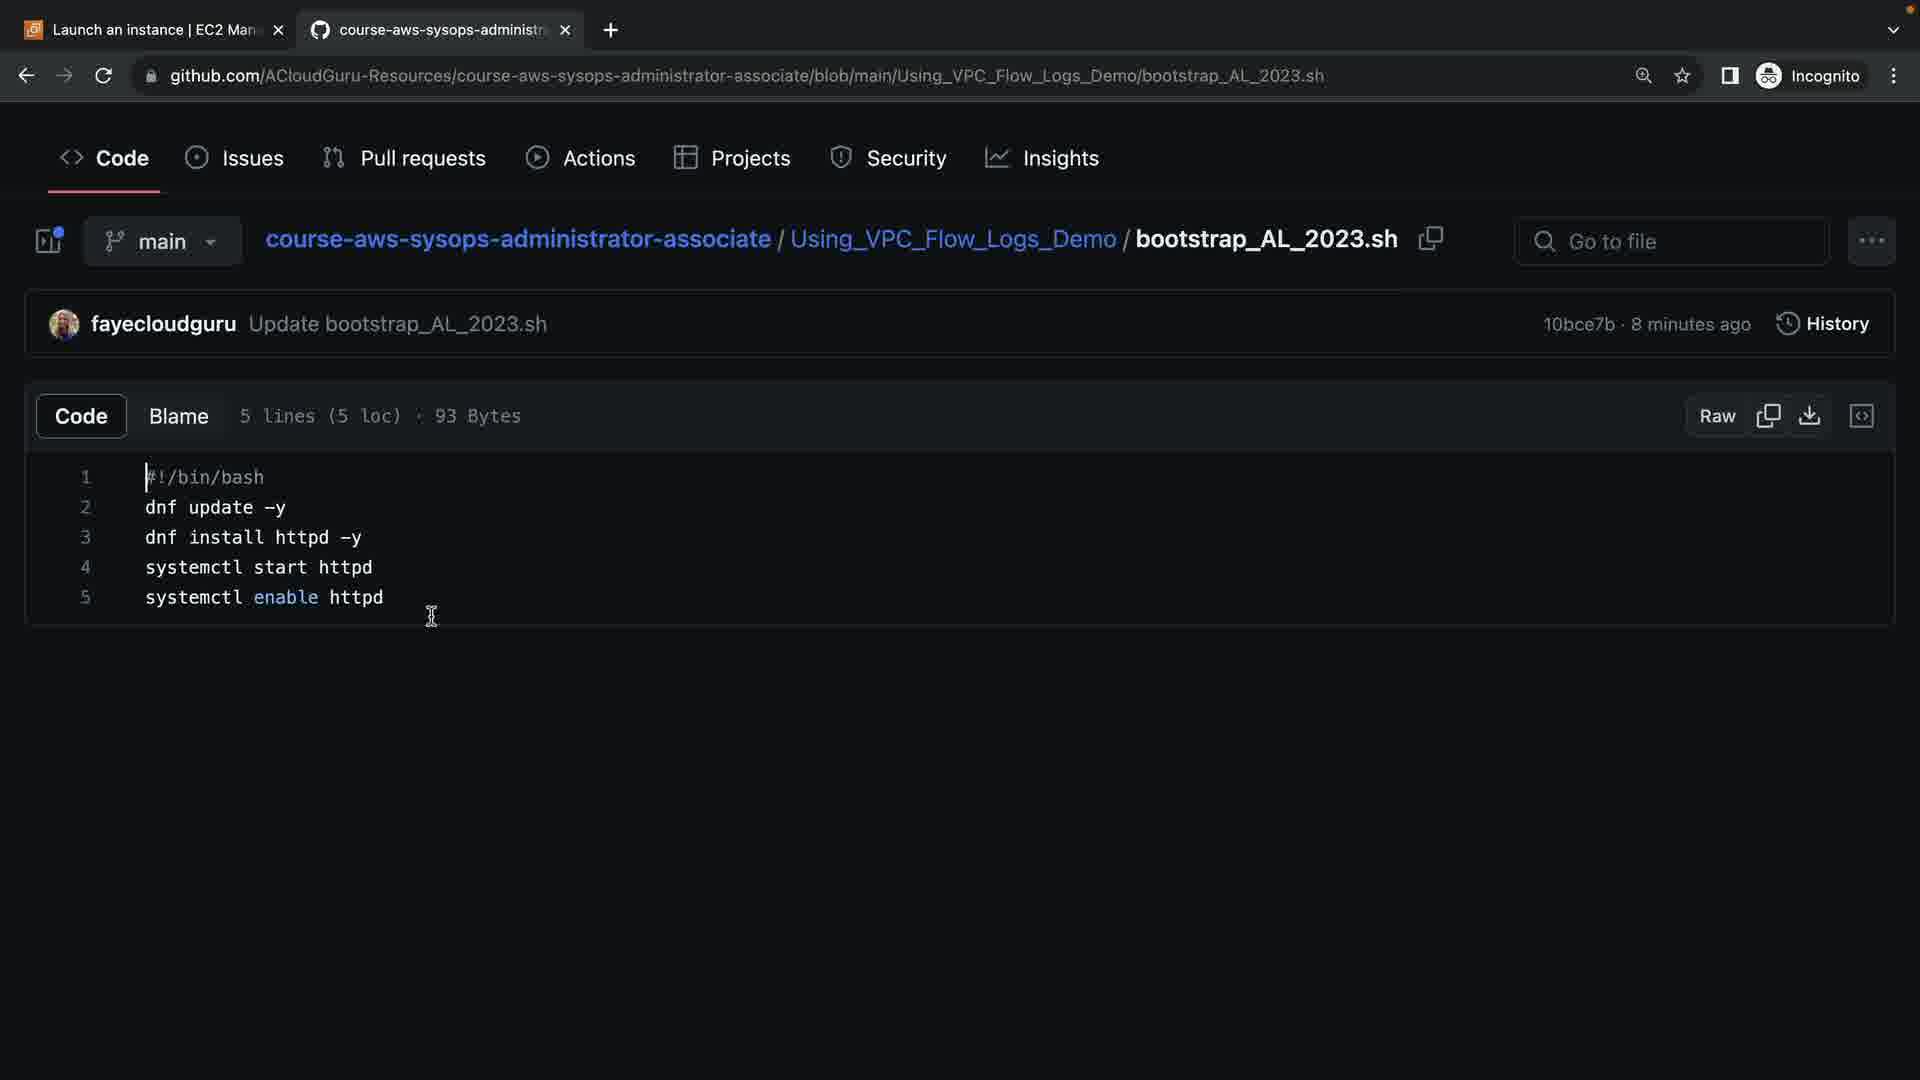 Launch an instance | EC2 Man
course-aws-sysops-administr
github.com/ACloudGuru-Resources/course-aws-sysops-administrator-associate/blob/main/Using_VPC_Flow_Logs_Demo/bootstrap_AL_2023.sh
Incognito
Code
Issues
Pull requests
Actions
Projects
Security
Insights
main
course-aws-sysops-administrator-associate / Using_VPC_Flow_Logs_Demo / bootstrap_AL_2023.sh
Go to file
fayecloudguru Update bootstrap_AL_2023.sh
10bce7b · 8 minutes ago
History
Code
Blame
5 lines (5 loc) · 93 Bytes
Raw
1 #!/bin/bash
2 dnf update -y
3 dnf install httpd -y
4 systemctl start httpd
5 systemctl enable httpd